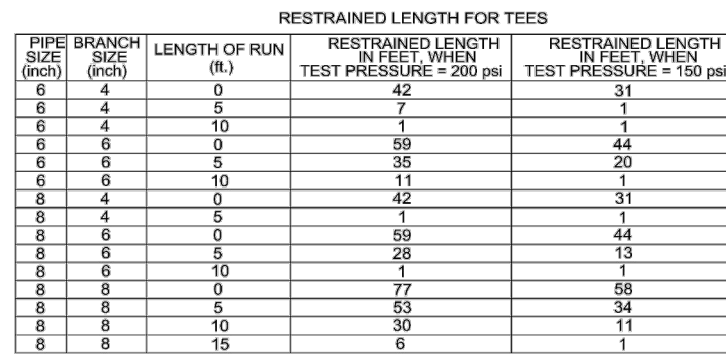 RESTRAINED LENGTH FOR TEES
PIPE SIZE (inch) BRANCH SIZE (inch) LENGTH OF RUN (ft.) RESTRAINED LENGTH IN FEET, WHEN TEST PRESSURE = 200 psi RESTRAINED LENGTH IN FEET, WHEN TEST PRESSURE = 150 psi
6 4 0 42 31
6 4 5 7 1
6 4 10 1 1
6 6 0 59 44
6 6 5 35 20
6 6 10 11 1
8 4 0 42 31
8 4 5 1 1
8 6 0 59 44
8 6 5 28 13
8 6 10 1 1
8 8 0 77 58
8 8 5 53 34
8 8 10 30 11
8 8 15 6 1